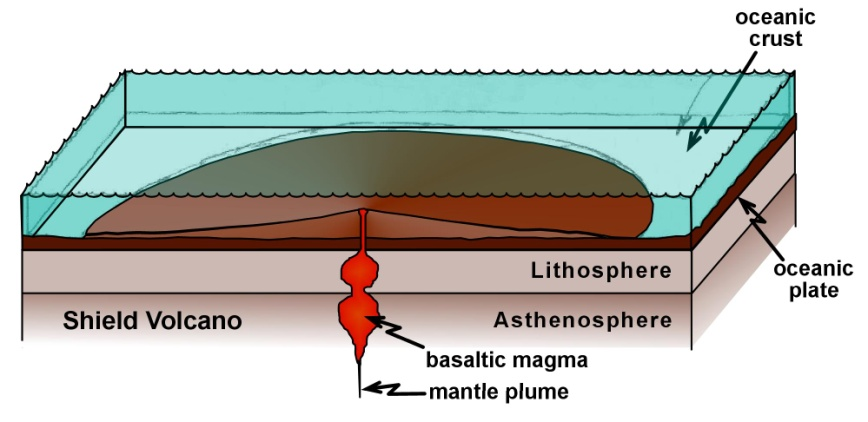 oceanic
crust
Lithosphere
oceanic
plate
Shield Volcano
Asthenosphere
basaltic magma
mantle plume